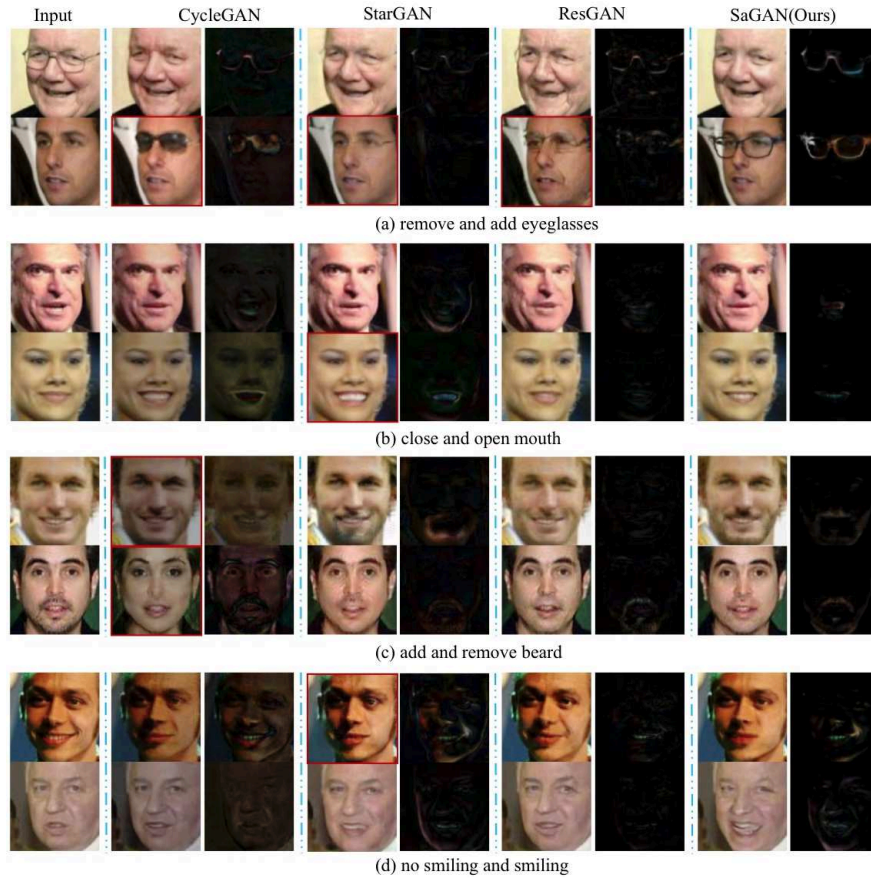 Input CycleGAN StarGAN ResGAN SaGAN(Ours)
(a) remove and add eyeglasses
(b) close and open mouth
(c) add and remove beard
(d) no smiling and smiling